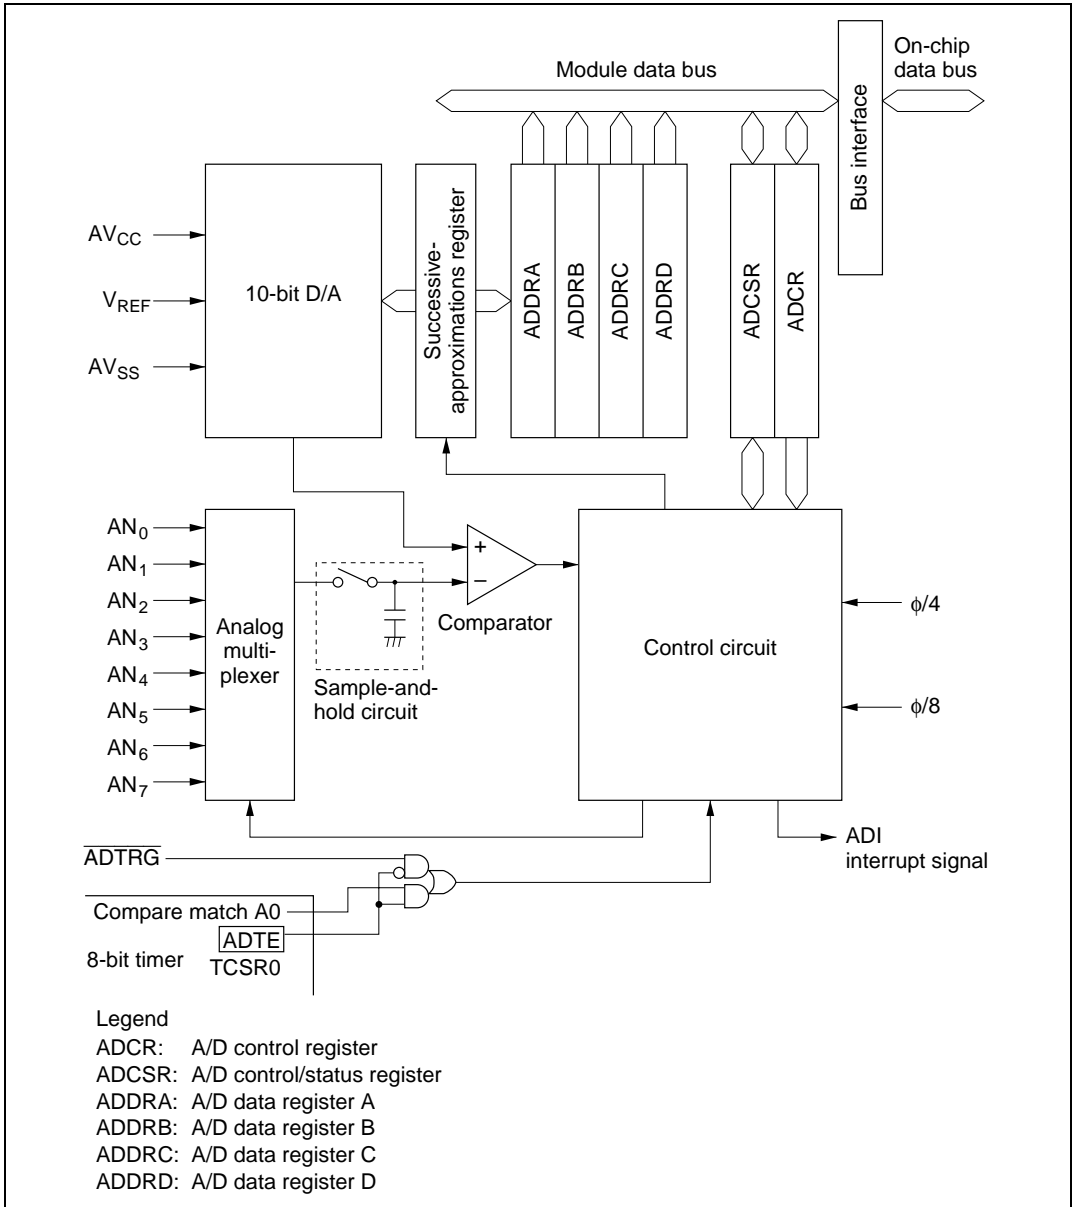 Module data bus
On-chip
data bus
Bus interface
AVCC
VREF
AVSS
10-bit D/A
Successive-
approximations register
ADDRA
ADDRB
ADDRC
ADDRD
ADCSR
ADCR
AN0
AN1
AN2
AN3
AN4
AN5
AN6
AN7
Analog
multi-
plexer
+
−
Comparator
Sample-and-
hold circuit
Control circuit
ϕ/4
ϕ/8
ADI
interrupt signal
ADTRG
Compare match A0
ADTE
8-bit timer
TCSR0
Legend
ADCR: A/D control register
ADCSR: A/D control/status register
ADDRA: A/D data register A
ADDRB: A/D data register B
ADDRC: A/D data register C
ADDRD: A/D data register D